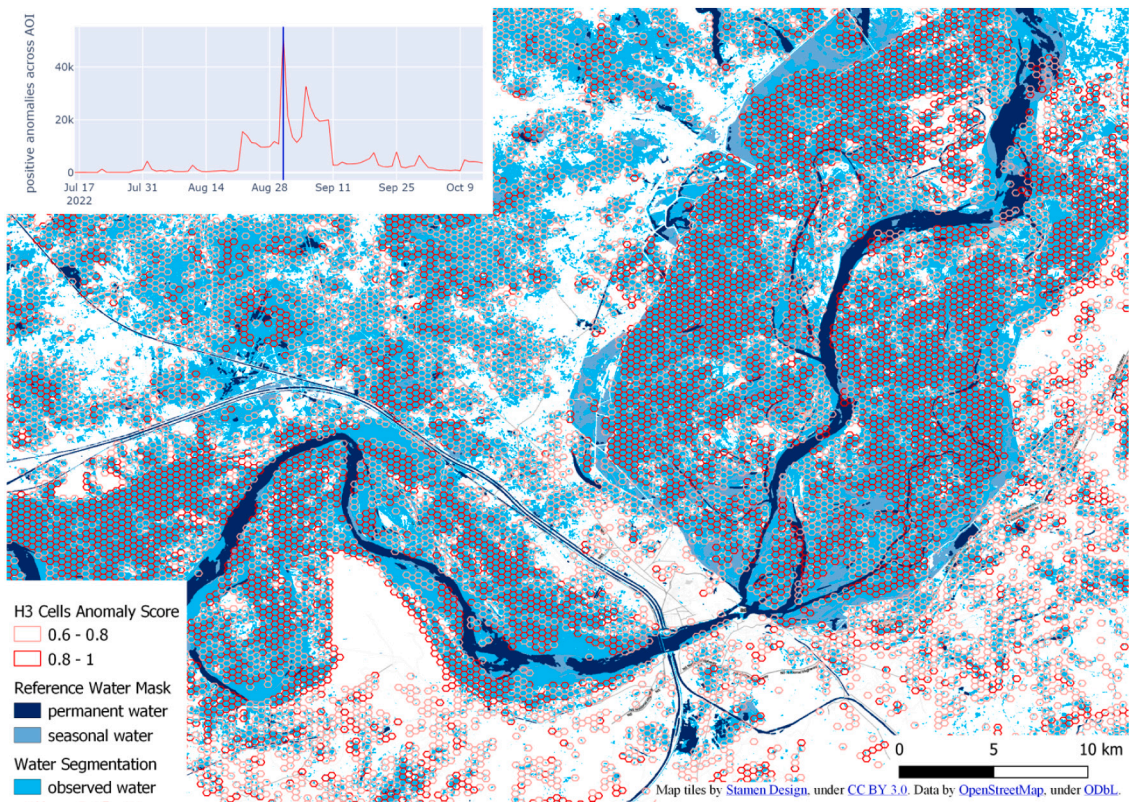 positive anomalies across AOI
40k
20k
0
Jul 17 Jul 31 Aug 14 Aug 28 Sep 11 Sep 25 Oct 9
2022
H3 Cells Anomaly Score
0.6 - 0.8
0.8 - 1
Reference Water Mask
permanent water
seasonal water
Water Segmentation
observed water
0 5 10 km
Map tiles by Stamen Design, under CC BY 3.0. Data by OpenStreetMap, under ODbL.